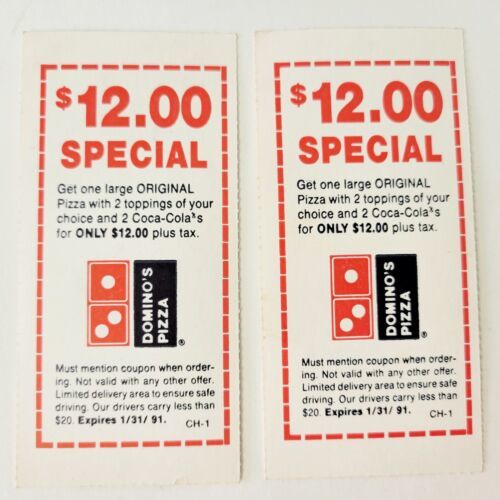 $12.00
SPECIAL
Get one large ORIGINAL
Pizza with 2 toppings of your
choice and 2 Coca-Cola®s
for ONLY $12.00 plus tax.
DOMINO'S
PIZZA
®
Must mention coupon when order-
ing. Not valid with any other offer.
Limited delivery area to ensure safe
driving. Our drivers carry less than
$20. Expires 1/31/ 91.
CH-1
$12.00
SPECIAL
Get one large ORIGINAL
Pizza with 2 toppings of your
choice and 2 Coca-Cola®s
for ONLY $12.00 plus tax.
DOMINO'S
PIZZA
®
Must mention coupon when order-
ing. Not valid with any other offer.
Limited delivery area to ensure safe
driving. Our drivers carry less than
$20. Expires 1/31/ 91.
CH-1